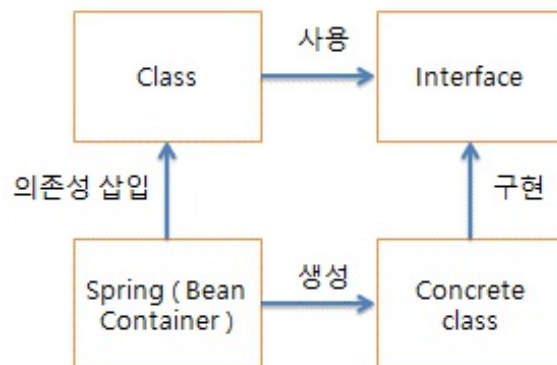 사용
Class
Interface
의존성 삽입
구현
생성
Spring ( Bean
Container )
Concrete
class